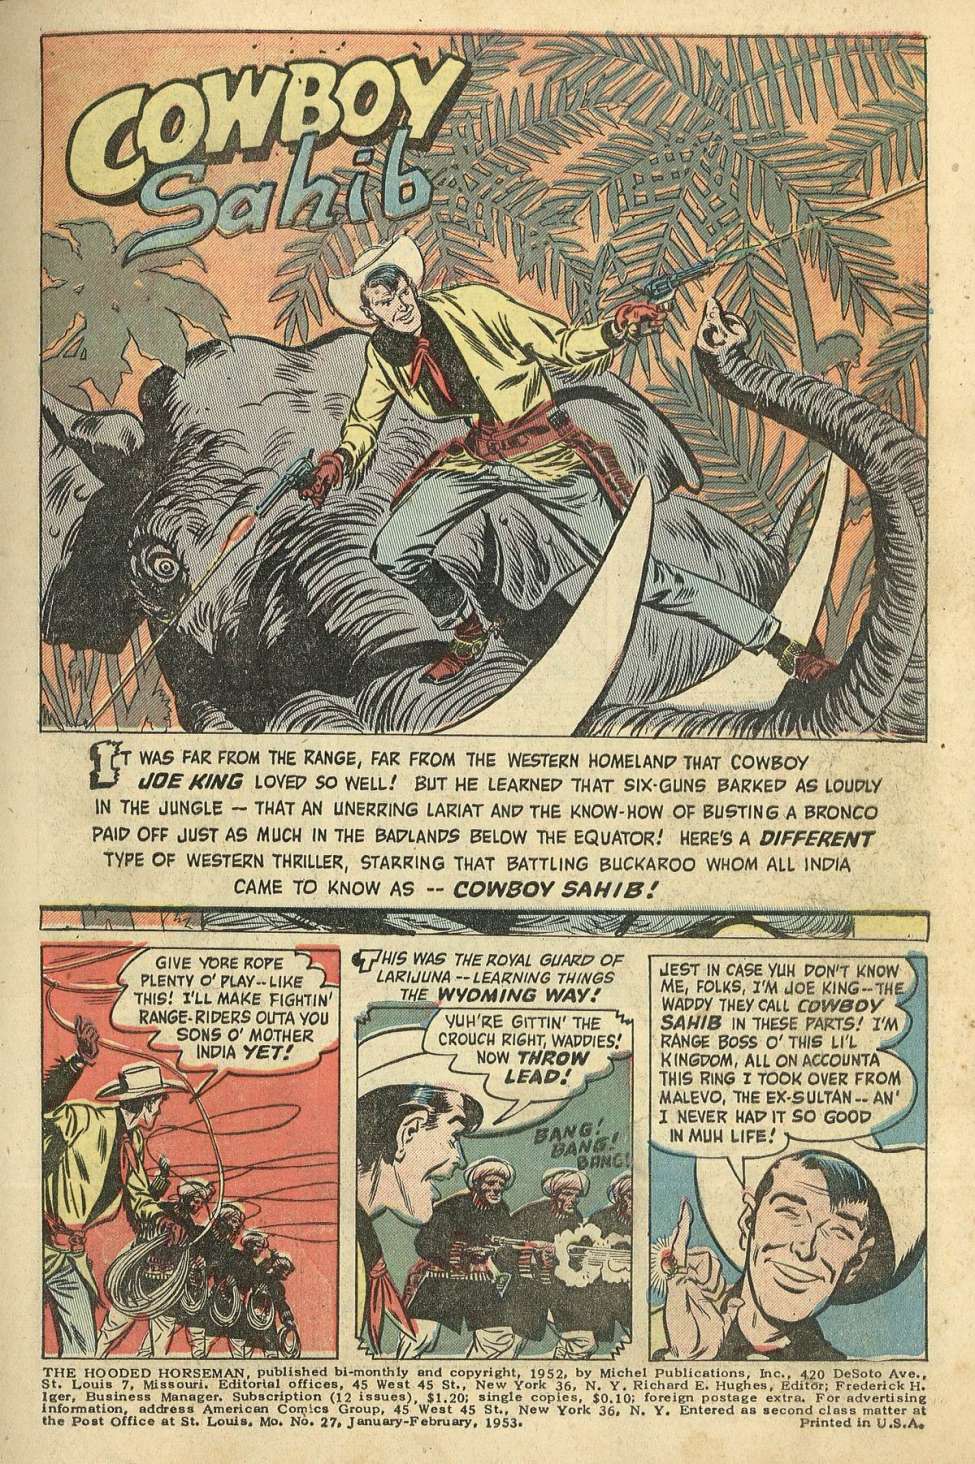 COWBOY
Sahib
IT WAS FAR FROM THE RANGE, FAR FROM THE WESTERN HOMELAND THAT COWBOY
JOE KING LOVED SO WELL! BUT HE LEARNED THAT SIX-GUNS BARKED AS LOUDLY
IN THE JUNGLE -- THAT AN UNERRING LARIAT AND THE KNOW-HOW OF BUSTING A BRONCO
PAID OFF JUST AS MUCH IN THE BADLANDS BELOW THE EQUATOR! HERE'S A DIFFERENT
TYPE OF WESTERN THRILLER, STARRING THAT BATTLING BUCKAROO WHOM ALL INDIA
CAME TO KNOW AS -- COWBOY SAHIB!
GIVE YORE ROPE
PLENTY O' PLAY--LIKE
THIS! I'LL MAKE FIGHTIN'
RANGE-RIDERS OUTA YOU
SONS O' MOTHER
INDIA YET!
THIS WAS THE ROYAL GUARD OF
LARIJUNA--LEARNING THINGS
THE WYOMING WAY!
YUH'RE GITTIN' THE
CROUCH RIGHT, WADDIES!
NOW THROW
LEAD!
BANG!
BANG!
BANG!
JEST IN CASE YUH DON'T KNOW
ME, FOLKS, I'M JOE KING--THE
WADDY THEY CALL COWBOY
SAHIB IN THESE PARTS! I'M
RANGE BOSS O' THIS LI'L
KINGDOM, ALL ON ACCOUNTA
THIS RING I TOOK OVER FROM
MALEVO, THE EX-SULTAN--AN'
I NEVER HAD IT SO GOOD
IN MUH LIFE!
THE HOODED HORSEMAN, published bi-monthly and copyright, 1952, by Michel Publications, Inc., 420 DeSoto Ave.,
St. Louis 7, Missouri. Editorial offices, 45 West 45 St., New York 36, N. Y. Richard E. Hughes, Editor; Frederick H.
Iger, Business Manager. Subscription (12 issues), $1.20; single copies, $0.10; foreign postage extra. For advertising
information, address American Comics Group, 45 West 45 St., New York 36, N. Y. Entered as second class matter at
the Post Office at St. Louis, Mo. No. 27, January-February, 1953. Printed in U.S.A.